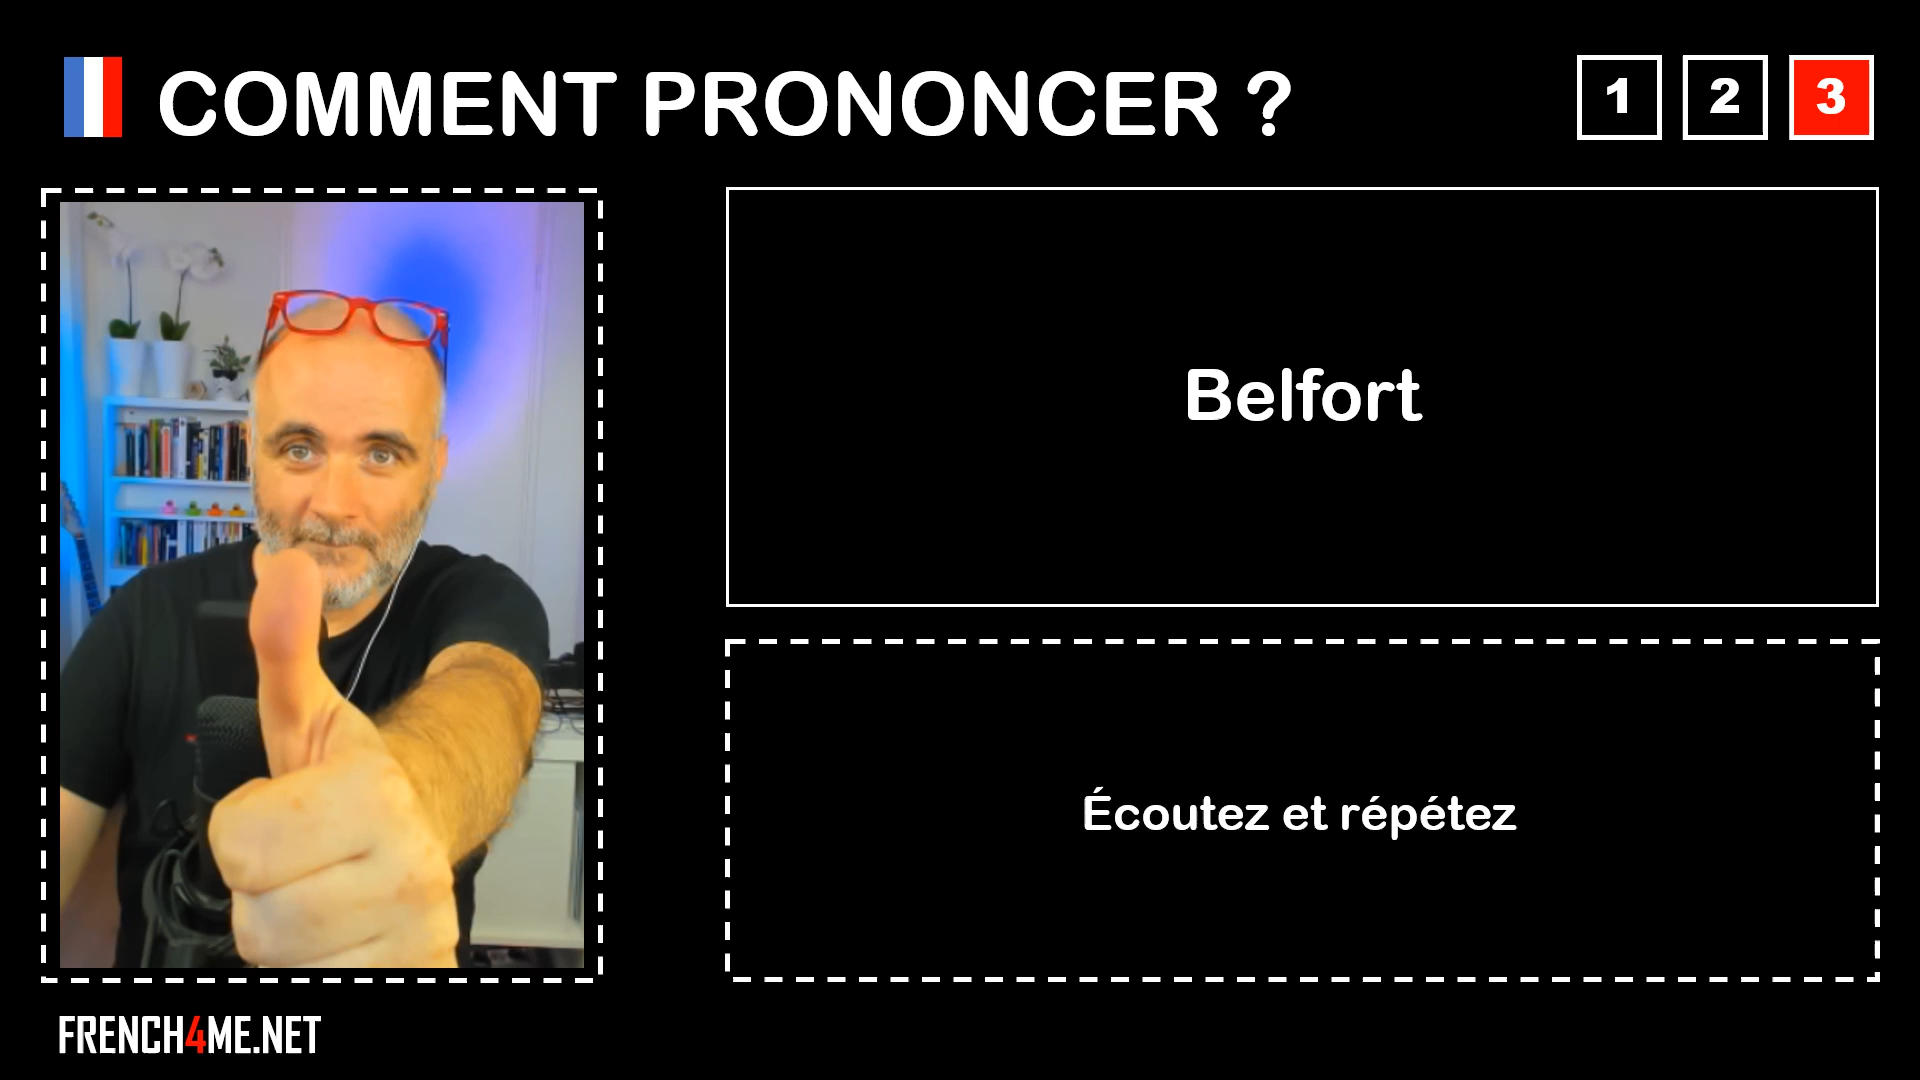 COMMENT PRONONCER ?
1 2 3
Belfort
Écoutez et répétez
FRENCH4ME.NET